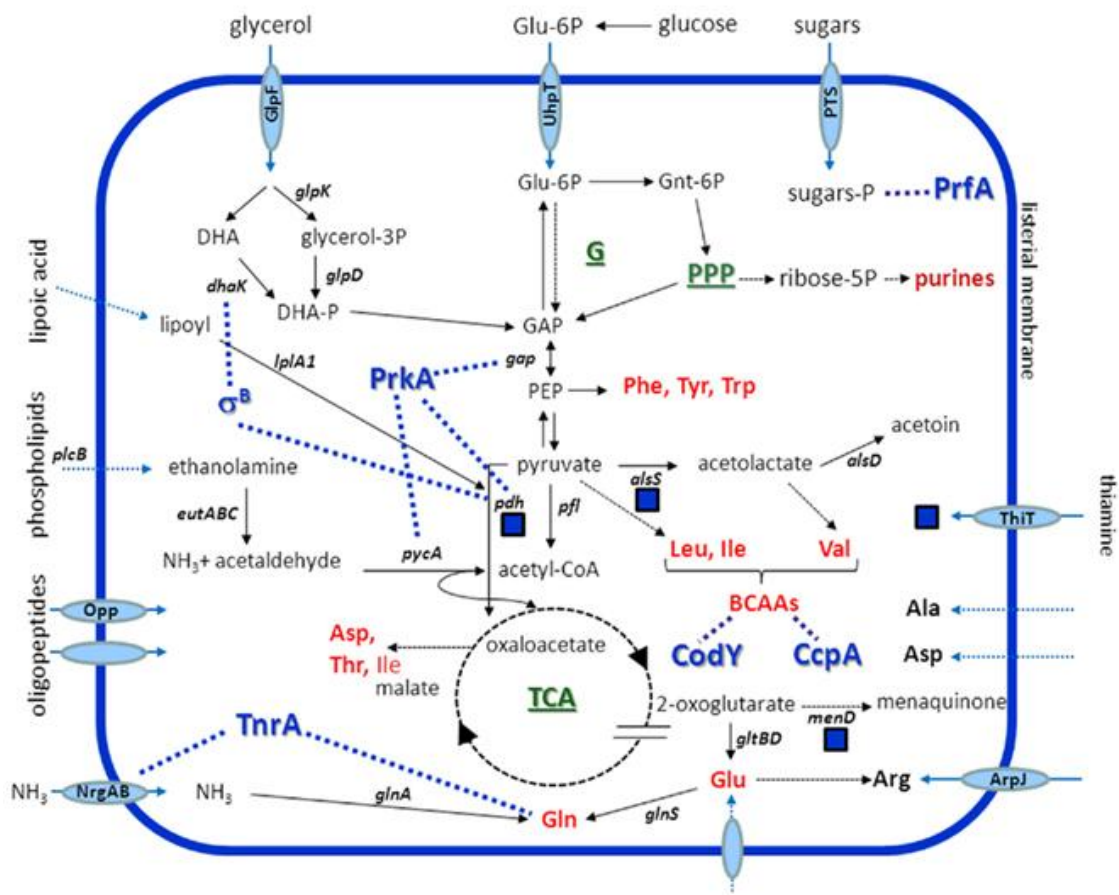 glycerol
Glu-6P
glucose
sugars
GlpF
UhpT
PTS
Glu-6P
Gnt-6P
sugars-P
PrfA
glpK
DHA
glycerol-3P
G
dhaK
glpD
PPP
ribose-5P
purines
listerial membrane
lipoic acid
DHA-P
lipoyl
GAP
lplA1
gap
PrkA
PEP
Phe, Tyr, Trp
σB
acetoin
phospholipids
plcB
ethanolamine
pyruvate
acetolactate
alsD
alsS
pdh
pfl
eutABC
ThiT
thiamine
NH3+ acetaldehyde
pycA
acetyl-CoA
Leu, Ile
Val
BCAAs
oligopeptides
Opp
Ala
Asp,
Thr, Ile
oxaloacetate
CodY
CcpA
Asp
malate
TCA
2-oxoglutarate
menaquinone
menD
TnrA
gltBD
NH3
NrgAB
NH3
glnA
Gln
glnS
Glu
Arg
ArpJ